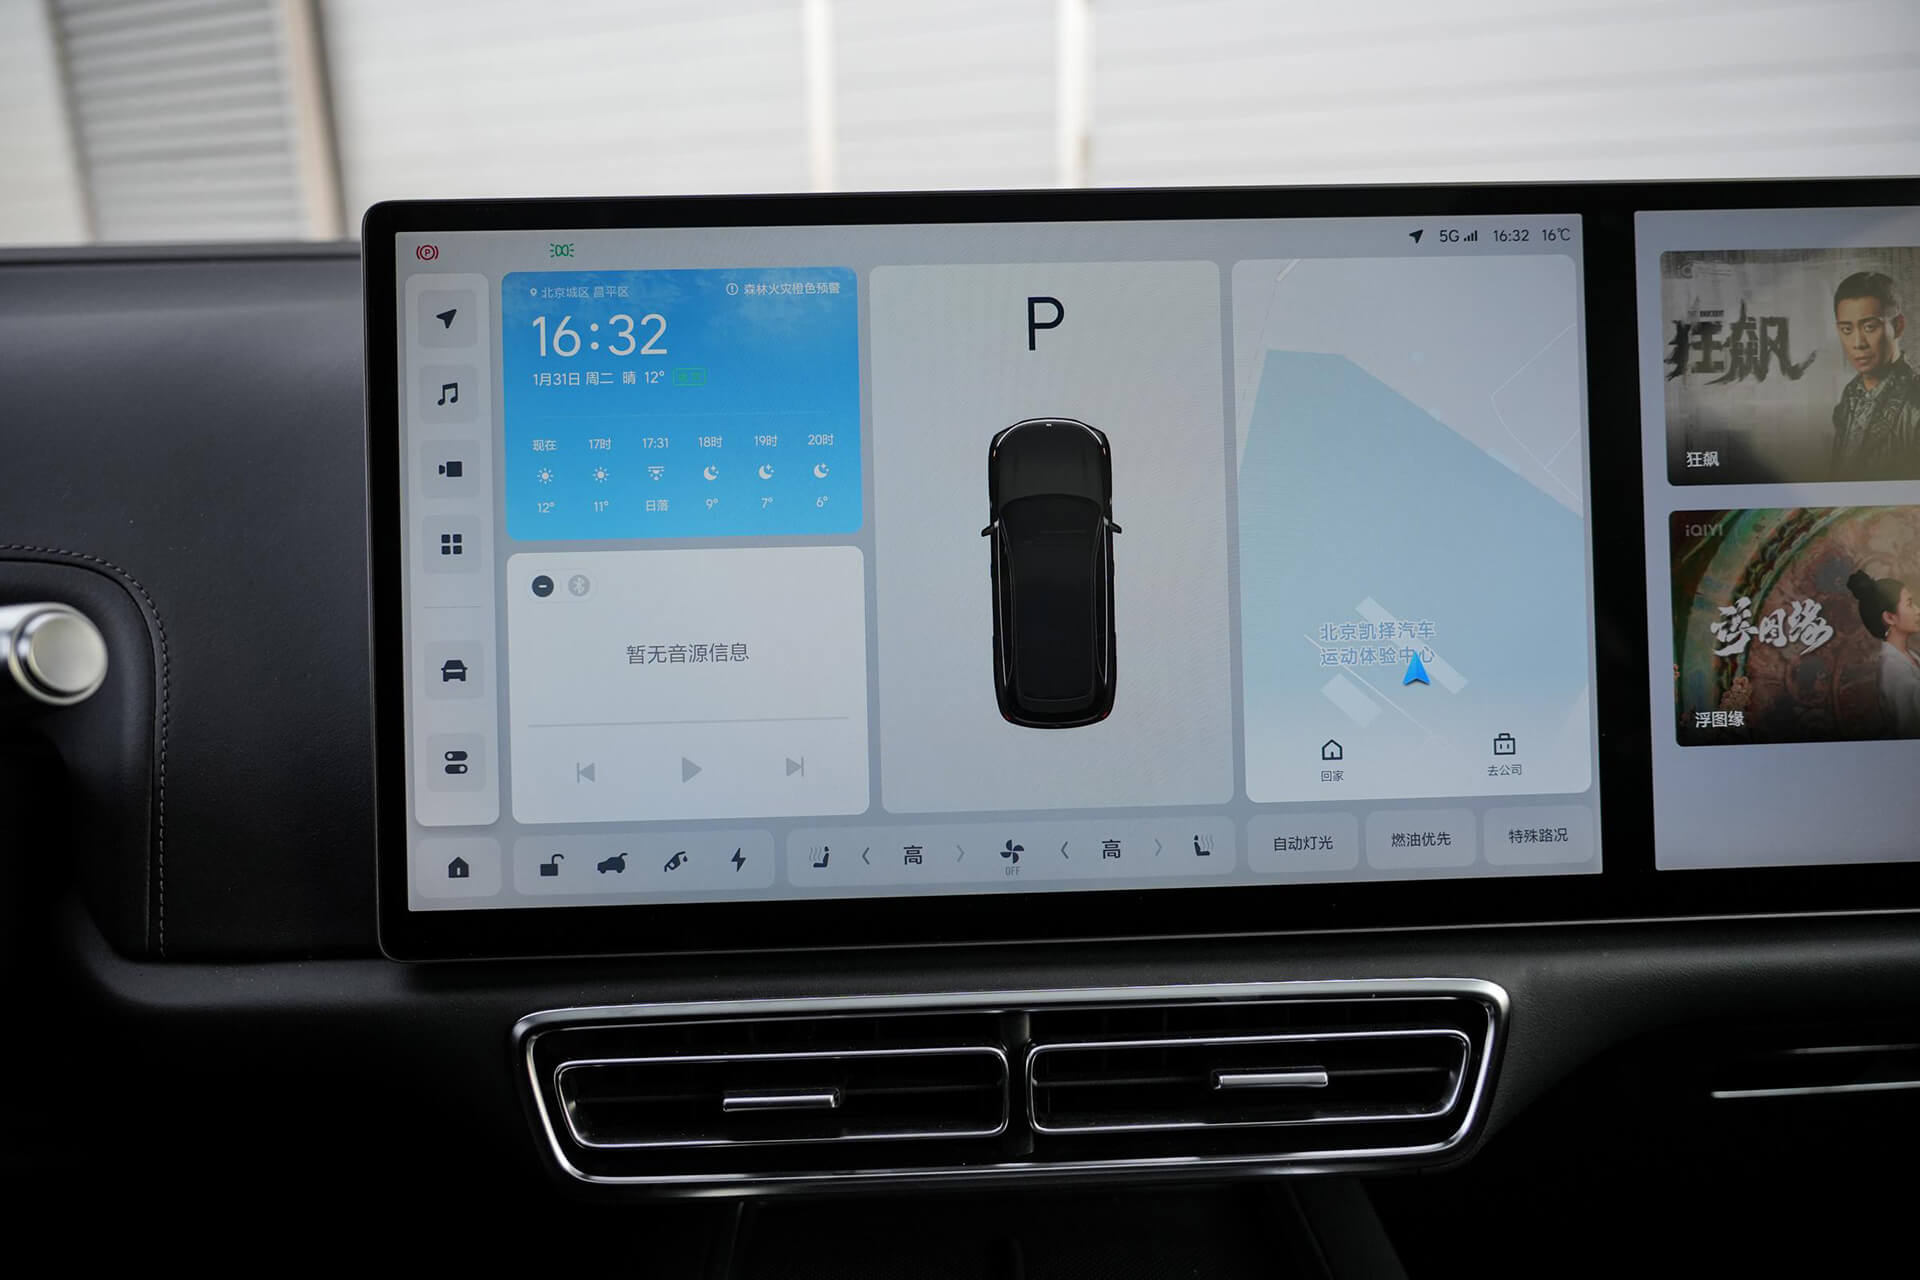 5G 16:32 16℃
北京城区 昌平区
森林火灾橙色预警
16:32
1月31日 周二 晴 12°
现在 17时 17:31 18时 19时 20时
12° 11° 日落 9° 7° 6°
暂无音源信息
P
北京凯择汽车
运动体验中心
回家 去公司
高 OFF 高
自动灯光 燃油优先 特殊路况
狂飙
狂飙
iQIYI
浮图缘
浮图缘